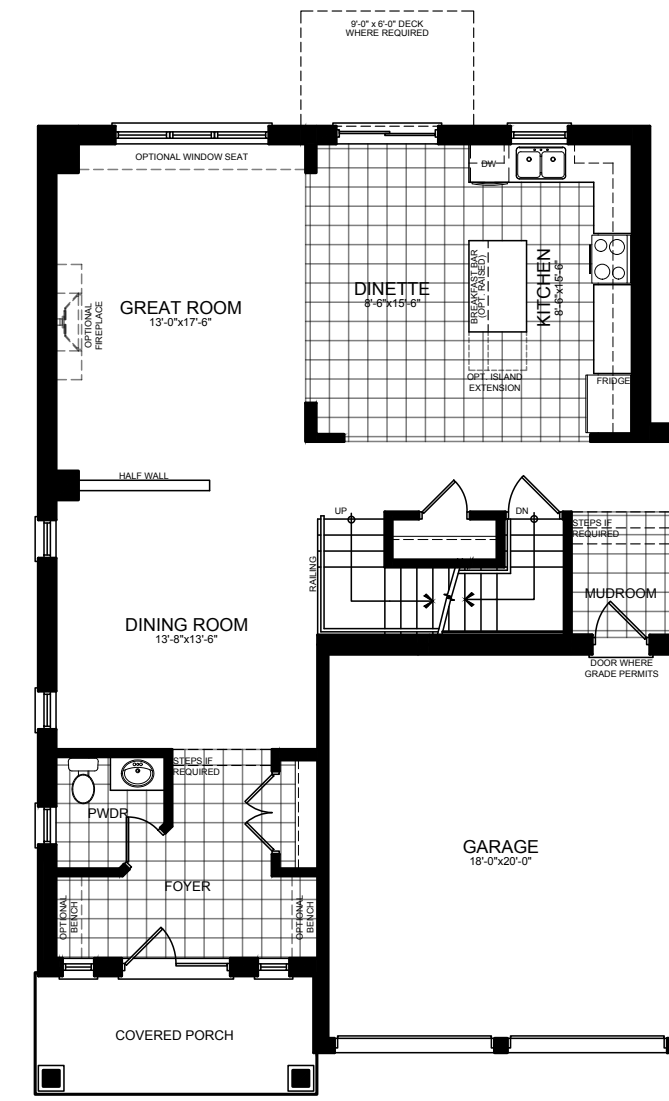 9'-0" x 6'-0" DECK
WHERE REQUIRED
OPTIONAL WINDOW SEAT
DW
GREAT ROOM
13'-0"x17'-6"
OPTIONAL
FIREPLACE
DINETTE
8'-6"x15'-6"
BREAKFAST BAR
(OPT. RAISED)
KITCHEN
8'-6"x15'-6"
OPT. ISLAND
EXTENSION
FRIDGE
HALF WALL
UP
DN
RAILING
STEPS IF
REQUIRED
MUDROOM
DOOR WHERE
GRADE PERMITS
DINING ROOM
13'-8"x13'-6"
STEPS IF
REQUIRED
PWDR
FOYER
OPTIONAL
BENCH
OPTIONAL
BENCH
GARAGE
18'-0"x20'-0"
COVERED PORCH